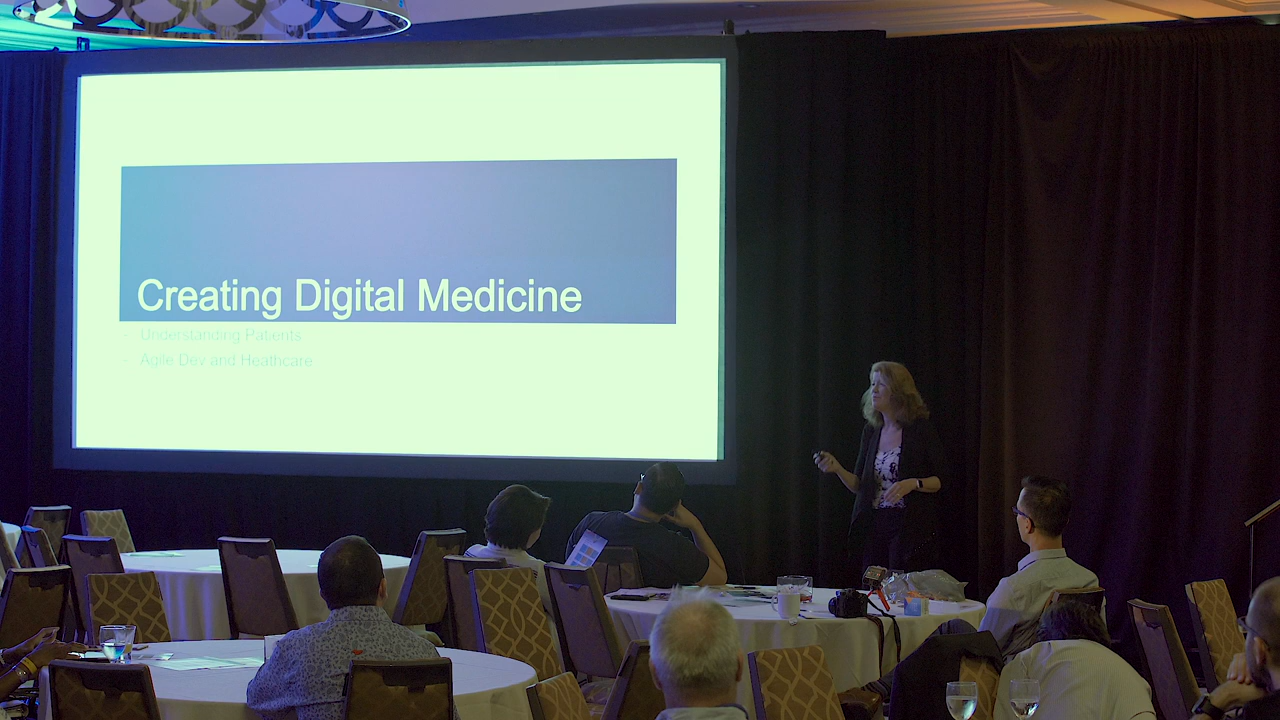 Creating Digital Medicine
- Understanding Patients
- Agile Dev and Heathcare